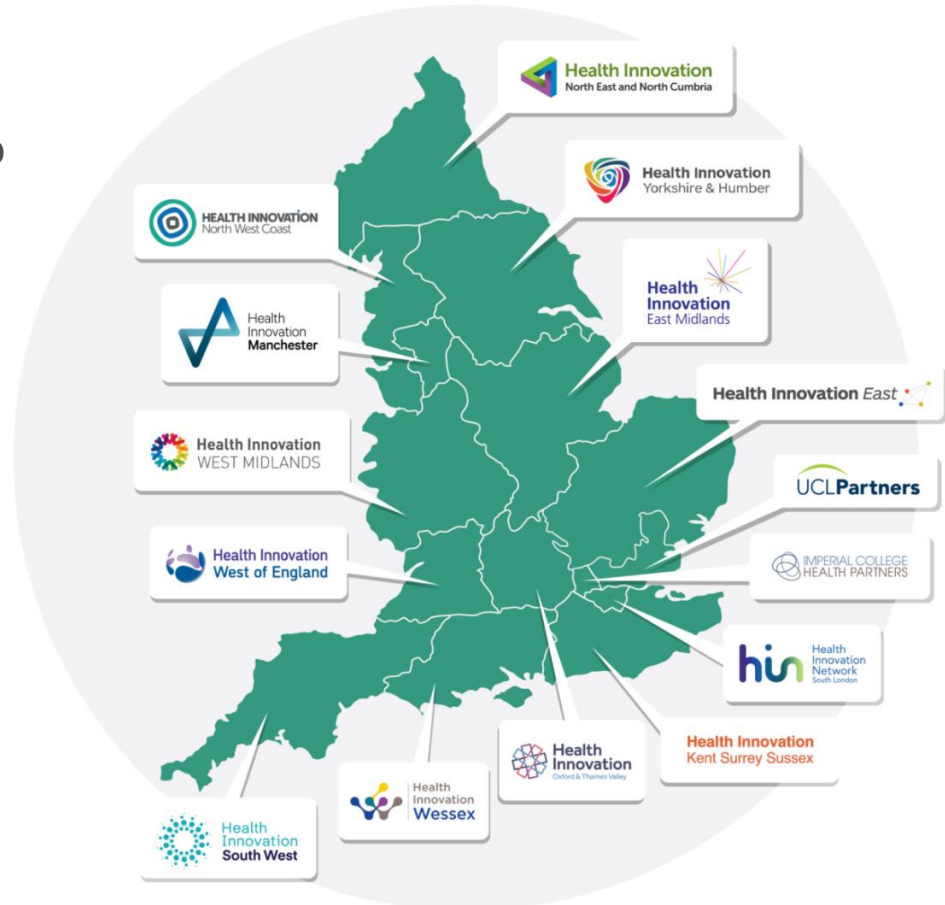 Health Innovation
North East and North Cumbria
Health Innovation
Yorkshire & Humber
HEALTH INNOVATION
North West Coast
Health
Innovation
East Midlands
Health
Innovation
Manchester
Health Innovation East
Health Innovation
WEST MIDLANDS
UCLPartners
Health Innovation
West of England
IMPERIAL COLLEGE
HEALTH PARTNERS
hin
Health
Innovation
Network
South London
Health Innovation
Kent Surrey Sussex
Health
Innovation
Oxford & Thames Valley
Health
Innovation
Wessex
Health
Innovation
South West